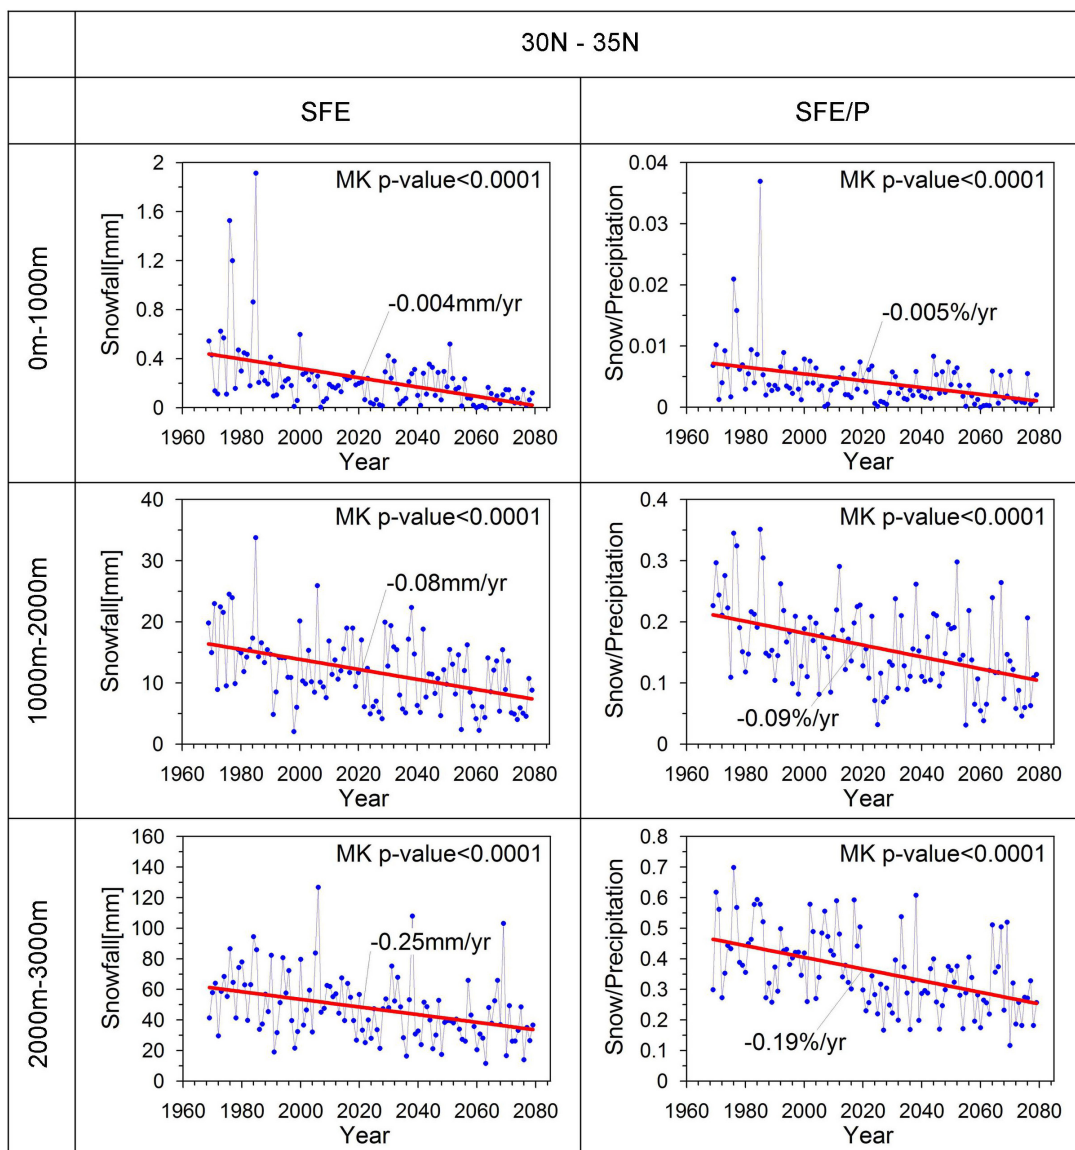 30N - 35N
SFE
SFE/P
0m-1000m
2
1.6
1.2
0.8
0.4
0
Snowfall[mm]
MK p-value<0.0001
-0.004mm/yr
1960 1980 2000 2020 2040 2060 2080
Year
0.04
0.03
0.02
0.01
0
Snow/Precipitation
MK p-value<0.0001
-0.005%/yr
1960 1980 2000 2020 2040 2060 2080
Year
1000m-2000m
40
30
20
10
0
Snowfall[mm]
MK p-value<0.0001
-0.08mm/yr
1960 1980 2000 2020 2040 2060 2080
Year
0.4
0.3
0.2
0.1
0
Snow/Precipitation
MK p-value<0.0001
-0.09%/yr
1960 1980 2000 2020 2040 2060 2080
Year
2000m-3000m
160
140
120
100
80
60
40
20
0
Snowfall[mm]
MK p-value<0.0001
-0.25mm/yr
1960 1980 2000 2020 2040 2060 2080
Year
0.8
0.7
0.6
0.5
0.4
0.3
0.2
0.1
0
Snow/Precipitation
MK p-value<0.0001
-0.19%/yr
1960 1980 2000 2020 2040 2060 2080
Year